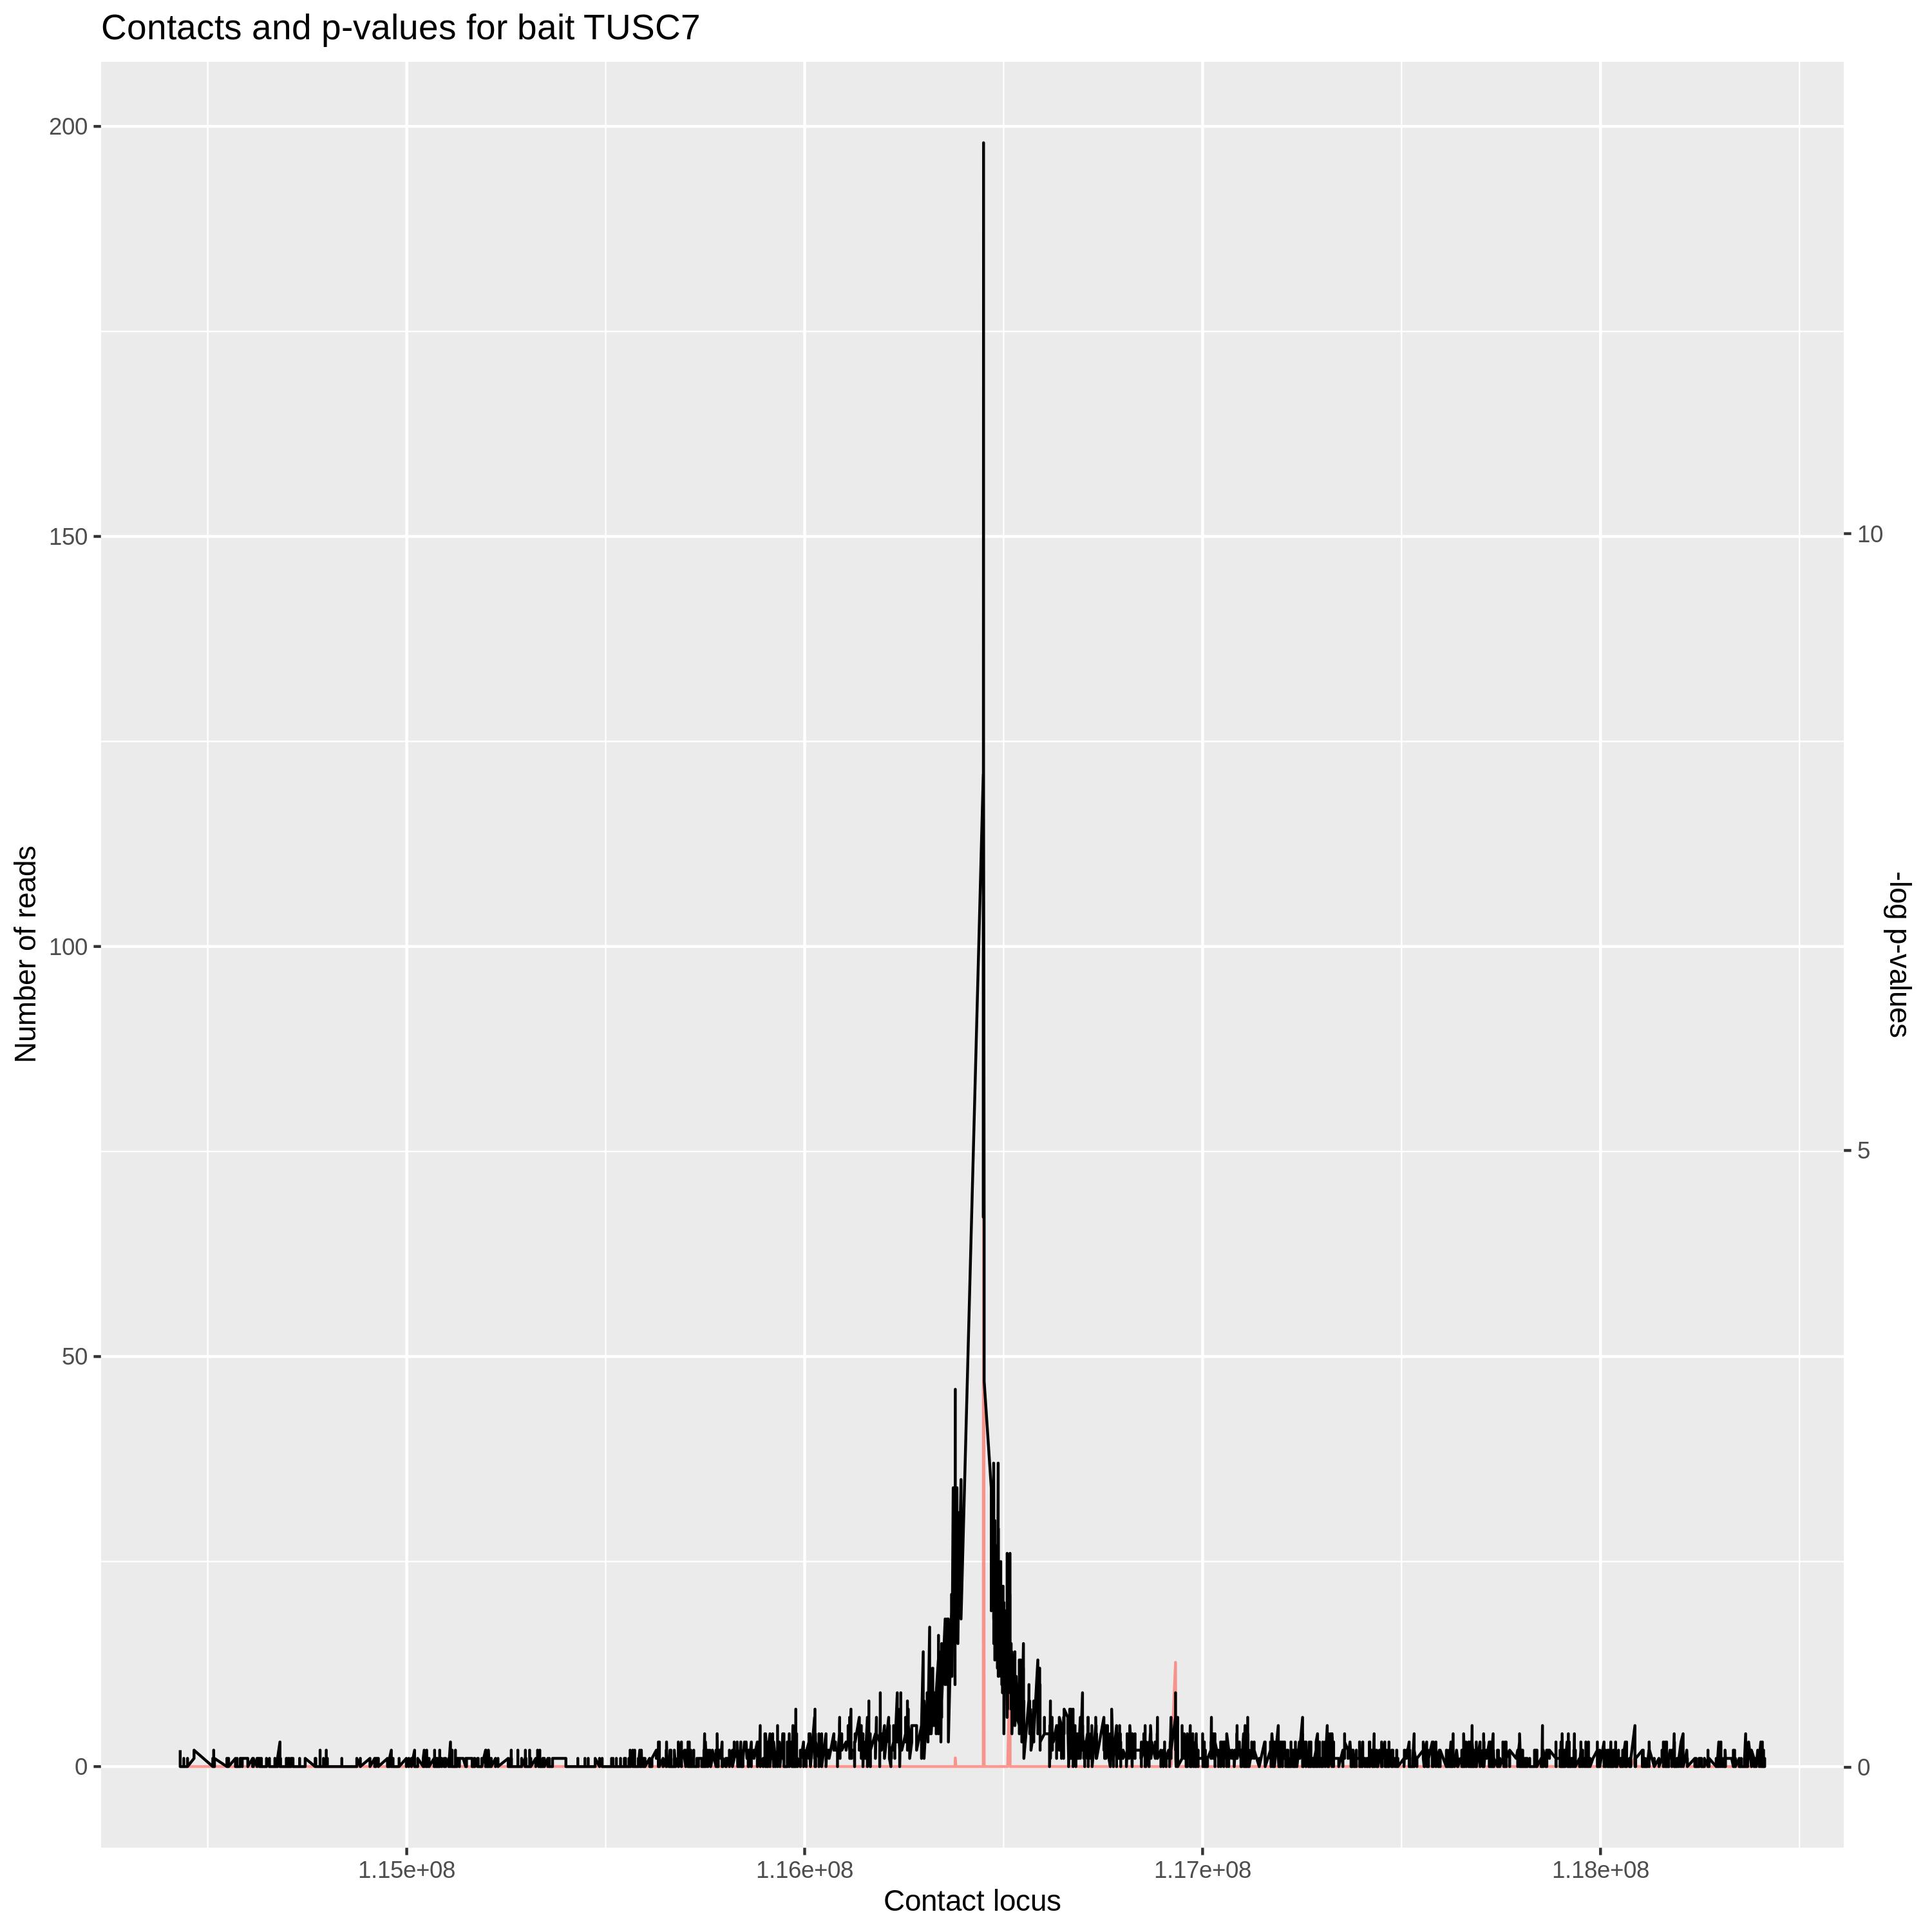 Contacts and p-values for bait TUSC7
200
150
100
50
0
Number of reads
10
5
0
-log p-values
1.15e+08
1.16e+08
1.17e+08
1.18e+08
Contact locus